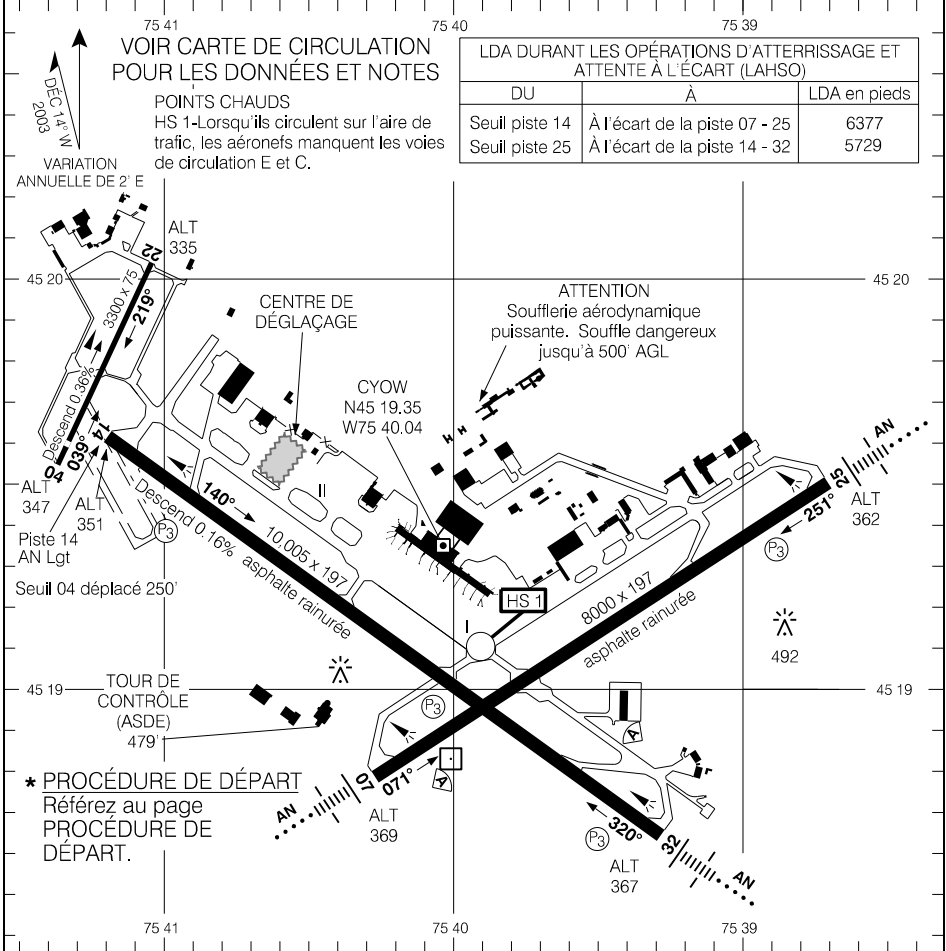 75 41
75 40
75 39
VOIR CARTE DE CIRCULATION
POUR LES DONNÉES ET NOTES
DÉC 14° W
2003
VARIATION
ANNUELLE DE 2' E
POINTS CHAUDS
HS 1-Lorsqu'ils circulent sur l'aire de
trafic, les aéronefs manquent les voies
de circulation E et C.
LDA DURANT LES OPÉRATIONS D'ATTERRISSAGE ET
ATTENTE À L'ÉCART (LAHSO)
DU À LDA en pieds
Seuil piste 14 À l'écart de la piste 07 - 25 6377
Seuil piste 25 À l'écart de la piste 14 - 32 5729
ALT
335
22
45 20
45 20
3300 x 75
219°
Descend 0.36%
CENTRE DE
DÉGLAÇAGE
ATTENTION
Soufflerie aérodynamique
puissante. Souffle dangereux
jusqu'à 500' AGL
CYOW
N45 19.35
W75 40.04
04
039°
14
ALT
347
ALT
351
Piste 14
AN Lgt
Seuil 04 déplacé 250'
P3
Descend 0.16%
140°
10,005 x 197
asphalte rainurée
II
AN
25
251°
ALT
362
P3
HS 1
8000 x 197
asphalte rainurée
I
492
45 19
45 19
TOUR DE
CONTRÔLE
(ASDE)
479'
P3
A
* PROCÉDURE DE DÉPART
Référez au page
PROCÉDURE DE
DÉPART.
AN
07
071°
A
ALT
369
320°
P3
32
ALT
367
AN
75 41
75 40
75 39